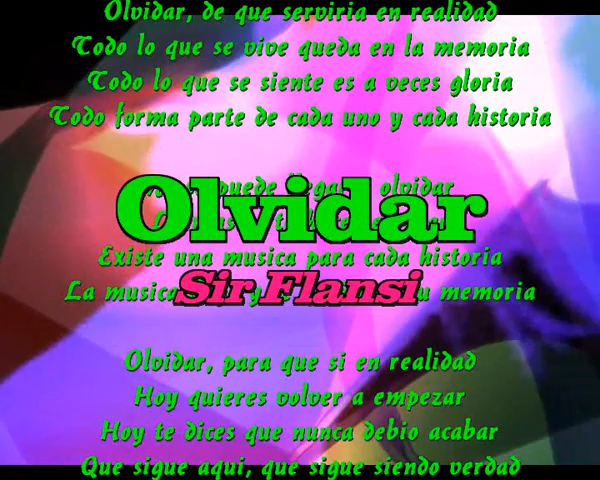 Olvidar, de que serviria en realidad
Todo lo que se vive queda en la memoria
Todo lo que se siente es a veces gloria
Todo forma parte de cada uno y cada historia
puede olvidar
Olvidar
Existe una musica para cada historia
La musica memoria
Sir Flansi
Olvidar, para que si en realidad
Hoy quieres volver a empezar
Hoy te dices que nunca debio acabar
Que sigue aqui, que sigue siendo verdad